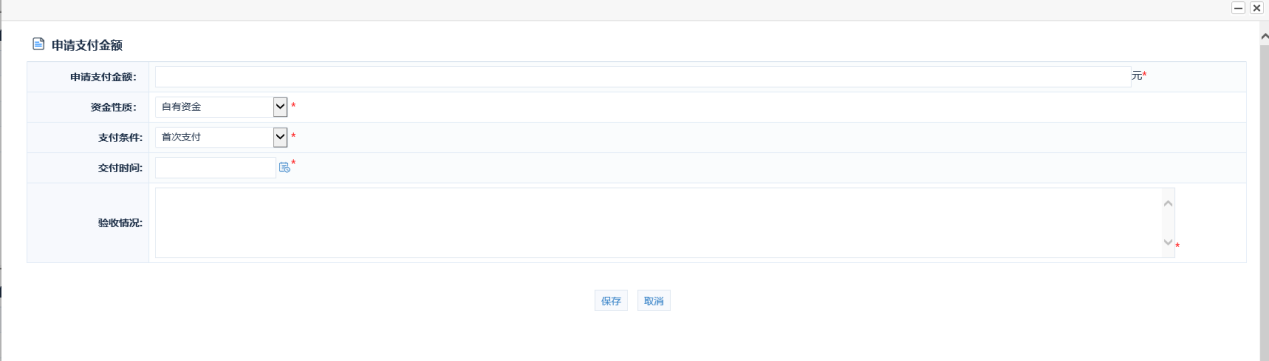 申请支付金额
申请支付金额: 元*
资金性质: 自有资金 *
支付条件: 首次支付 *
交付时间: *
验收情况: *
保存 取消